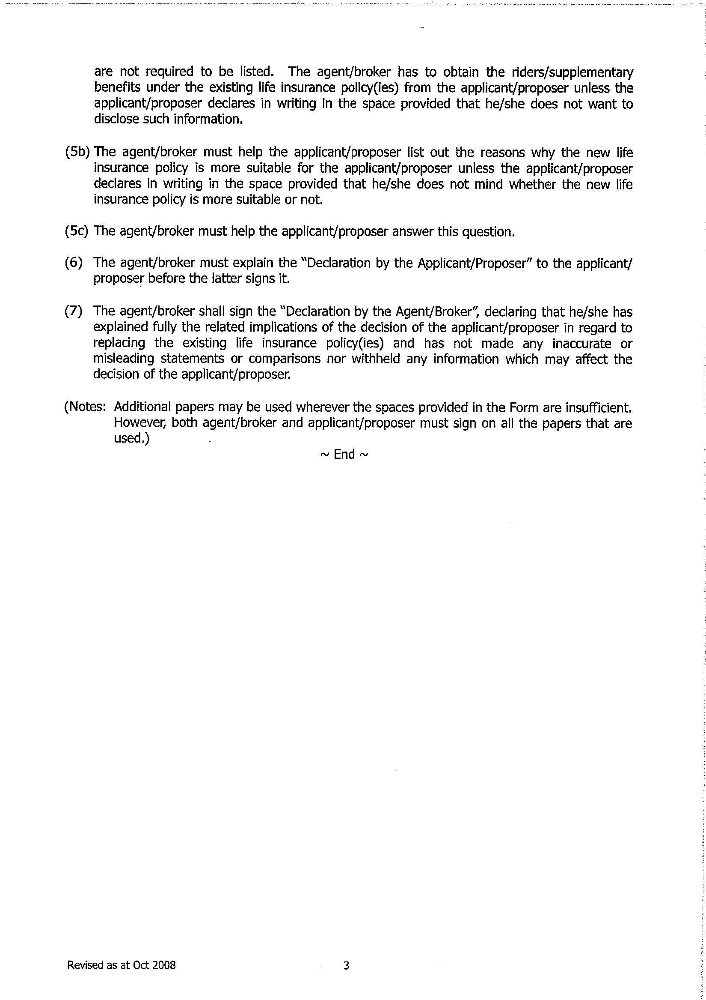 are not required to be listed. The agent/broker has to obtain the riders/supplementary
benefits under the existing life insurance policy(ies) from the applicant/proposer unless the
applicant/proposer declares in writing in the space provided that he/she does not want to
disclose such information.
(5b) The agent/broker must help the applicant/proposer list out the reasons why the new life
insurance policy is more suitable for the applicant/proposer unless the applicant/proposer
declares in writing in the space provided that he/she does not mind whether the new life
insurance policy is more suitable or not.
(5c) The agent/broker must help the applicant/proposer answer this question.
(6) The agent/broker must explain the "Declaration by the Applicant/Proposer" to the applicant/
proposer before the latter signs it.
(7) The agent/broker shall sign the "Declaration by the Agent/Broker", declaring that he/she has
explained fully the related implications of the decision of the applicant/proposer in regard to
replacing the existing life insurance policy(ies) and has not made any inaccurate or
misleading statements or comparisons nor withheld any information which may affect the
decision of the applicant/proposer.
(Notes: Additional papers may be used wherever the spaces provided in the Form are insufficient.
However, both agent/broker and applicant/proposer must sign on all the papers that are
used.)
~ End ~
Revised as at Oct 2008 3